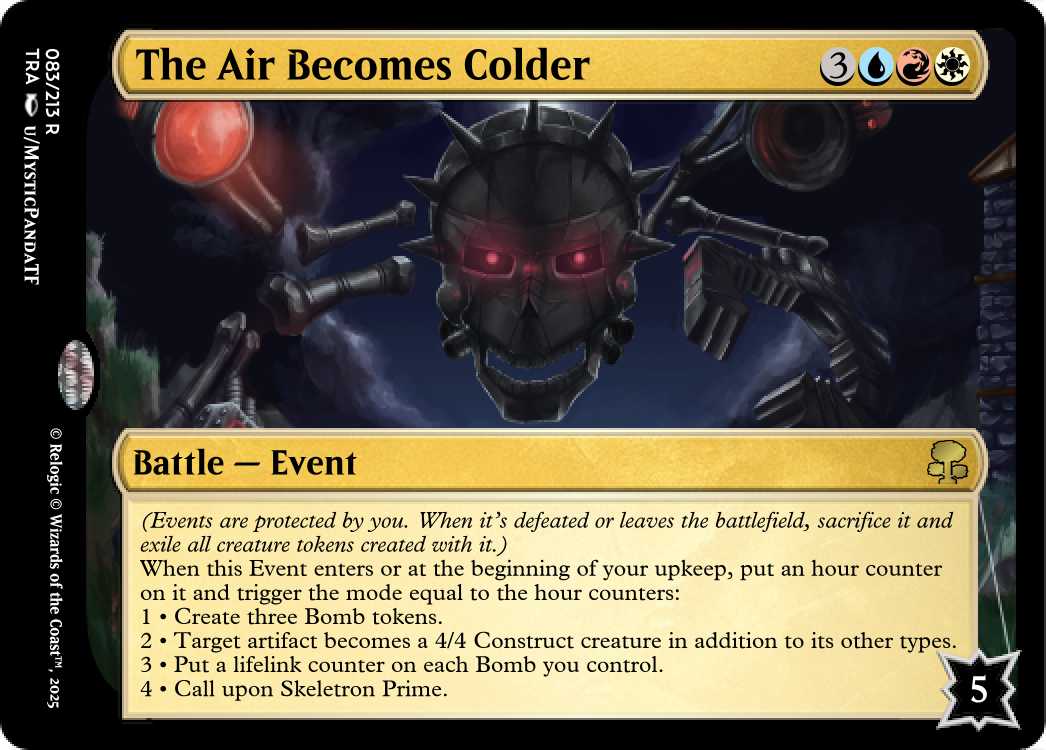 The Air Becomes Colder
3
Battle — Event
(Events are protected by you. When it's defeated or leaves the battlefield, sacrifice it and
exile all creature tokens created with it.)
When this Event enters or at the beginning of your upkeep, put an hour counter
on it and trigger the mode equal to the hour counters:
1 • Create three Bomb tokens.
2 • Target artifact becomes a 4/4 Construct creature in addition to its other types.
3 • Put a lifelink counter on each Bomb you control.
4 • Call upon Skeletron Prime.
5
083/213 R
TRA U/MYSTICPANDATF
© Relogic © Wizards of the Coast™, 2025